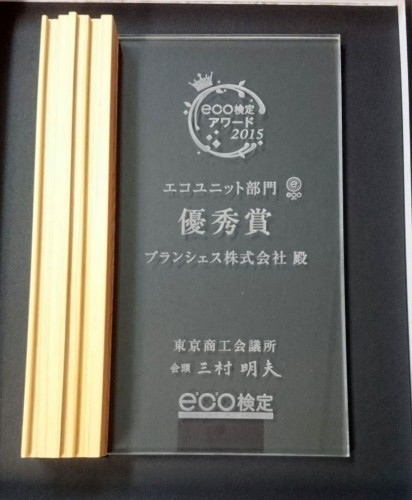 eco検定
アワード
2015
エコユニット部門
優秀賞
ブランシェス株式会社 殿
東京商工会議所
会頭 三村 明夫
eco検定